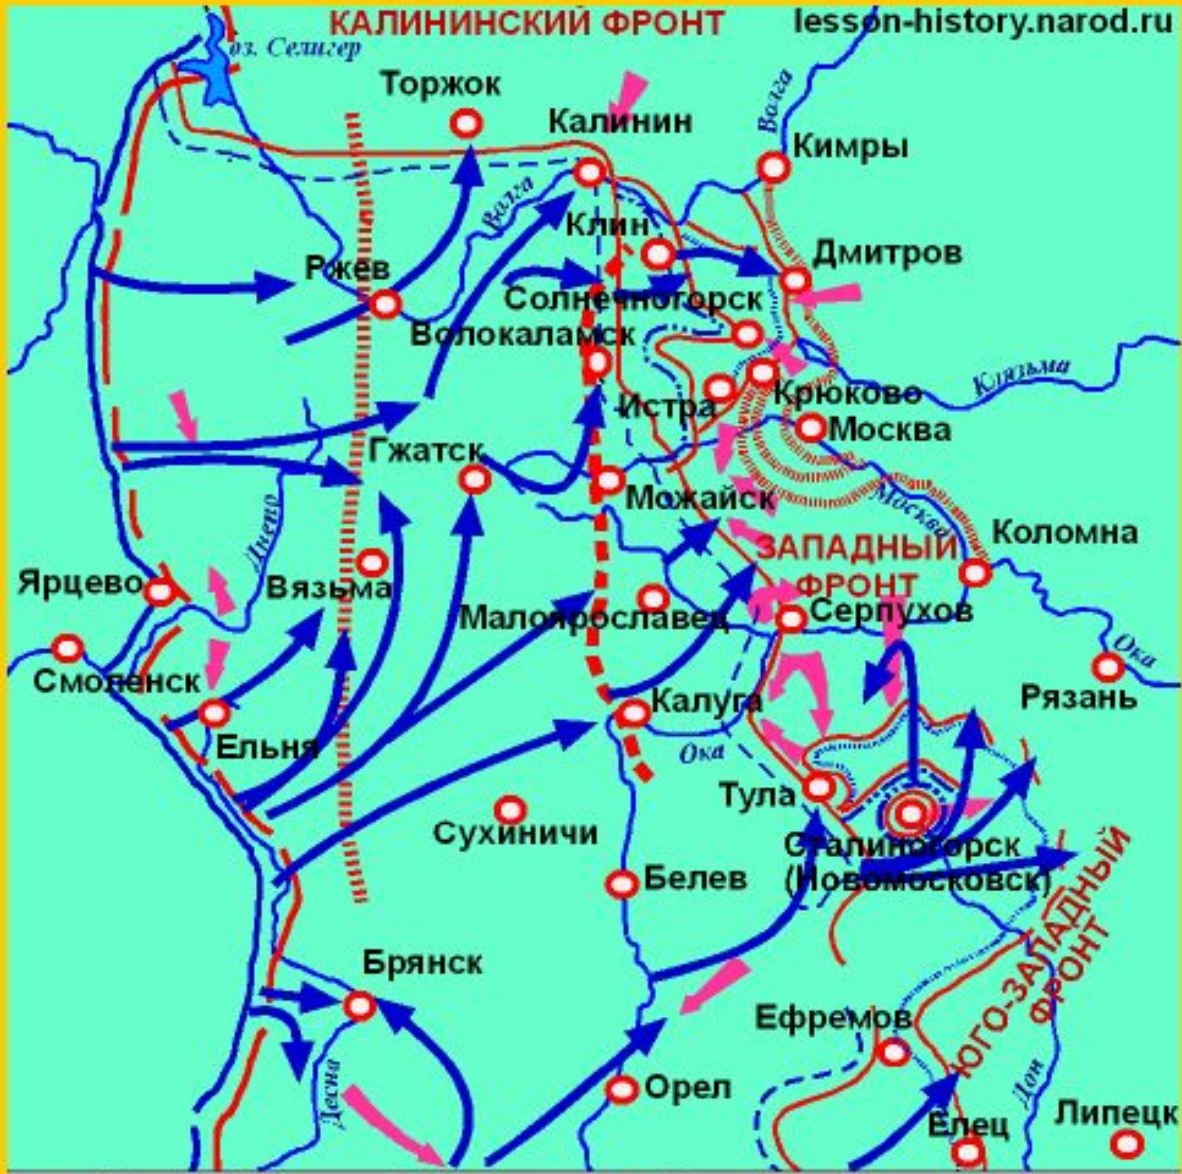 КАЛИНИНСКИЙ ФРОНТ
lesson-history.narod.ru
оз. Селигер
Торжок
Калинин
Волга
Кимры
Волга
Клин
Дмитров
Ржев
Солнечногорск
Волокаламск
Клязьма
Истра
Крюково
Москва
Гжатск
Можайск
Москва
Днепр
ЗАПАДНЫЙ
ФРОНТ
Коломна
Ярцево
Вязьма
Малоярославец
Серпухов
Ока
Смоленск
Калуга
Рязань
Ельня
Ока
Тула
Сухиничи
Сталиногорск
(Новомосковск)
Белев
ЮГО-ЗАПАДНЫЙ
ФРОНТ
Брянск
Ефремов
Десна
Орел
Дон
Елец
Липецк